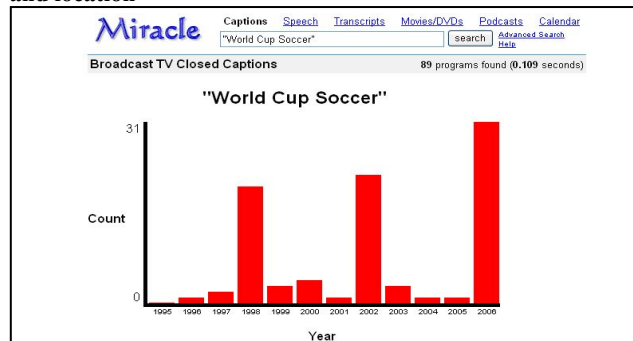 and location
Miracle Captions Speech Transcripts Movies/DVDs Podcasts Calendar
"World Cup Soccer" search Advanced Search
Help
Broadcast TV Closed Captions 89 programs found (0.109 seconds)
"World Cup Soccer"
31
Count
0
1995 1996 1997 1998 1999 2000 2001 2002 2003 2004 2005 2006
Year